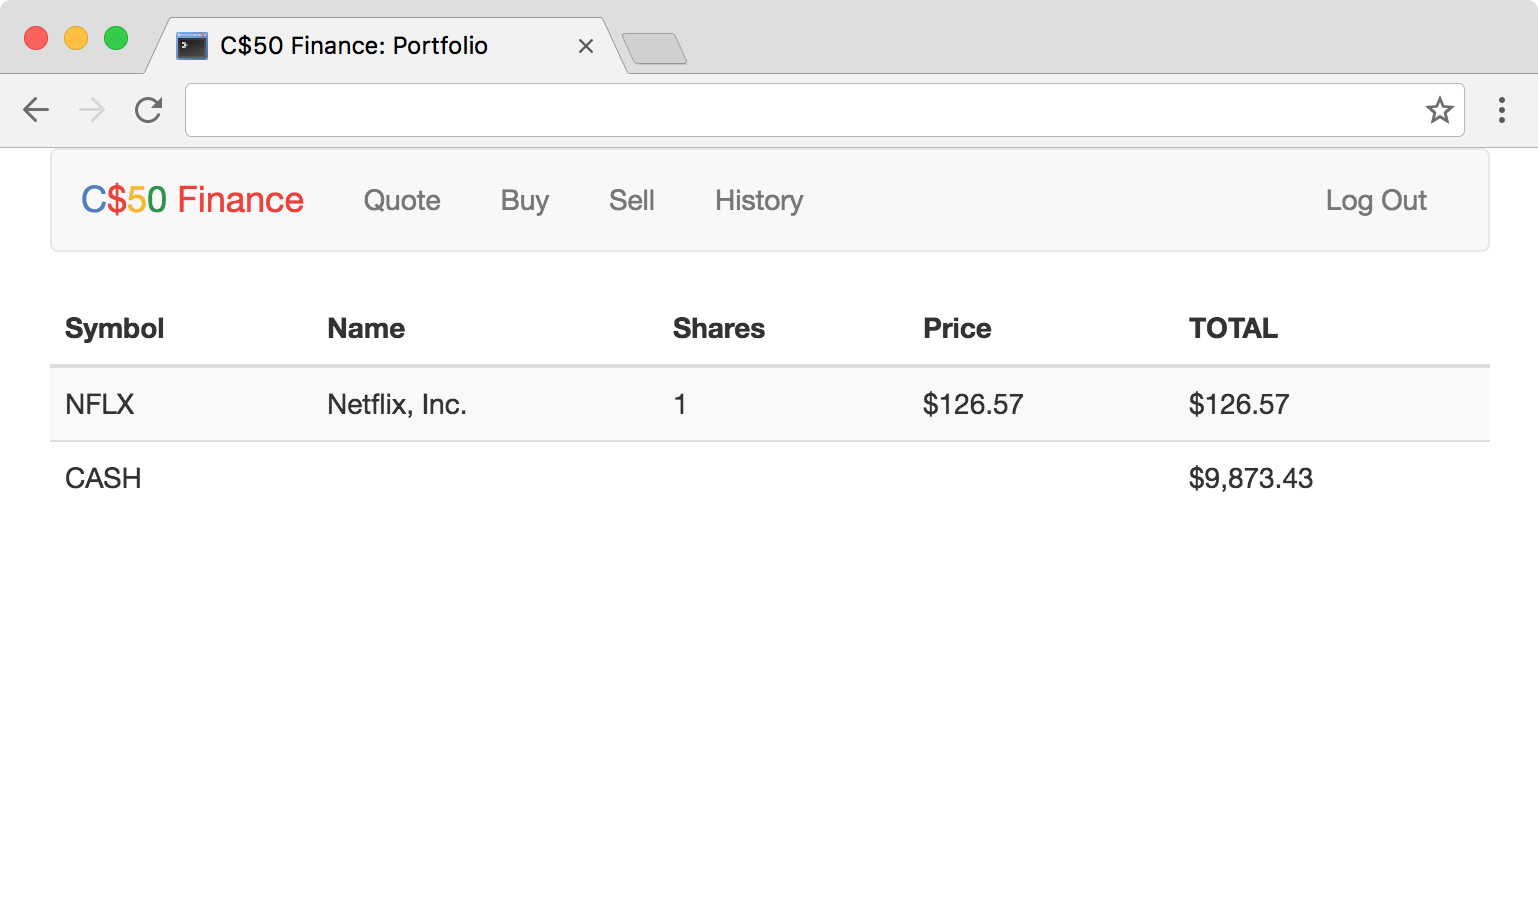 C$50 Finance: Portfolio
C$50 Finance Quote Buy Sell History Log Out
Symbol Name Shares Price TOTAL
NFLX Netflix, Inc. 1 $126.57 $126.57
CASH $9,873.43